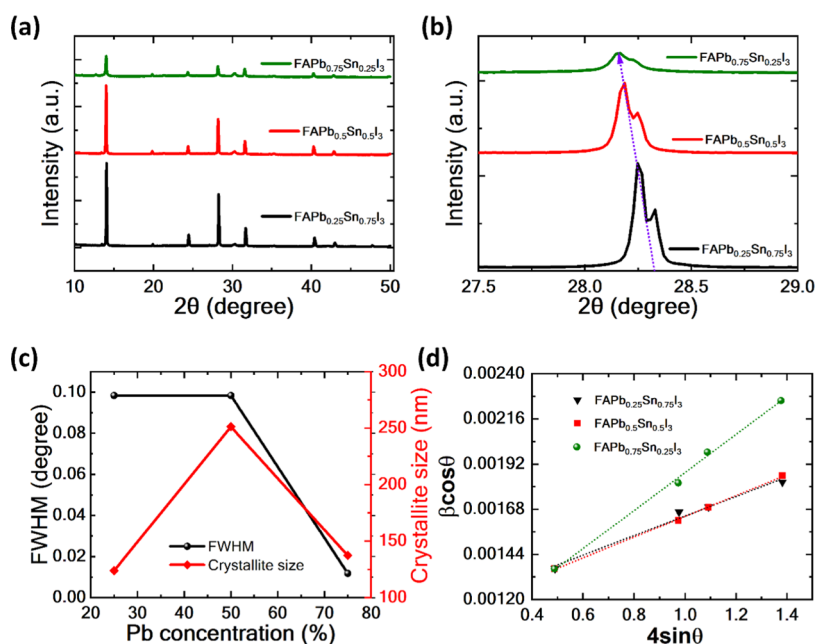 (a)
Intensity (a.u.)
FAPb0.75Sn0.25I3
FAPb0.5Sn0.5I3
FAPb0.25Sn0.75I3
10 20 30 40 50
2θ (degree)
(b)
Intensity (a.u.)
FAPb0.75Sn0.25I3
FAPb0.5Sn0.5I3
FAPb0.25Sn0.75I3
27.5 28.0 28.5 29.0
2θ (degree)
(c)
FWHM (degree)
0.10
0.08
0.06
0.04
0.02
0.00
FWHM
Crystallite size
300
250
200
150
100
Crystallite size (nm)
20 30 40 50 60 70 80
Pb concentration (%)
(d)
βcosθ
0.00240
0.00216
0.00192
0.00168
0.00144
0.00120
FAPb0.25Sn0.75I3
FAPb0.5Sn0.5I3
FAPb0.75Sn0.25I3
0.4 0.6 0.8 1.0 1.2 1.4
4sinθ